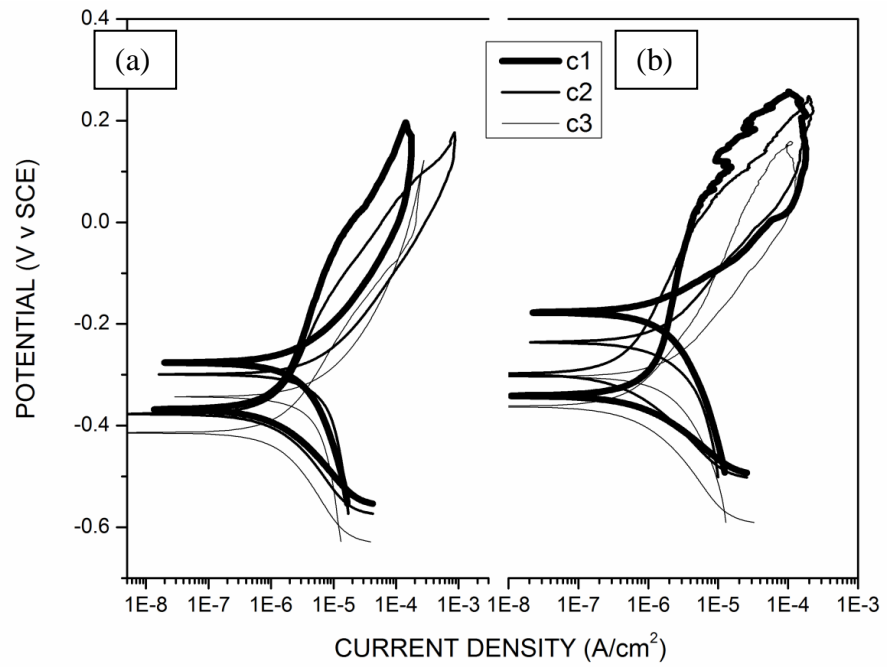 0.4
0.2
0.0
-0.2
-0.4
-0.6
POTENTIAL (V v SCE)
(a)
c1
c2
c3
(b)
1E-8 1E-7 1E-6 1E-5 1E-4 1E-3
1E-8 1E-7 1E-6 1E-5 1E-4 1E-3
CURRENT DENSITY (A/cm²)